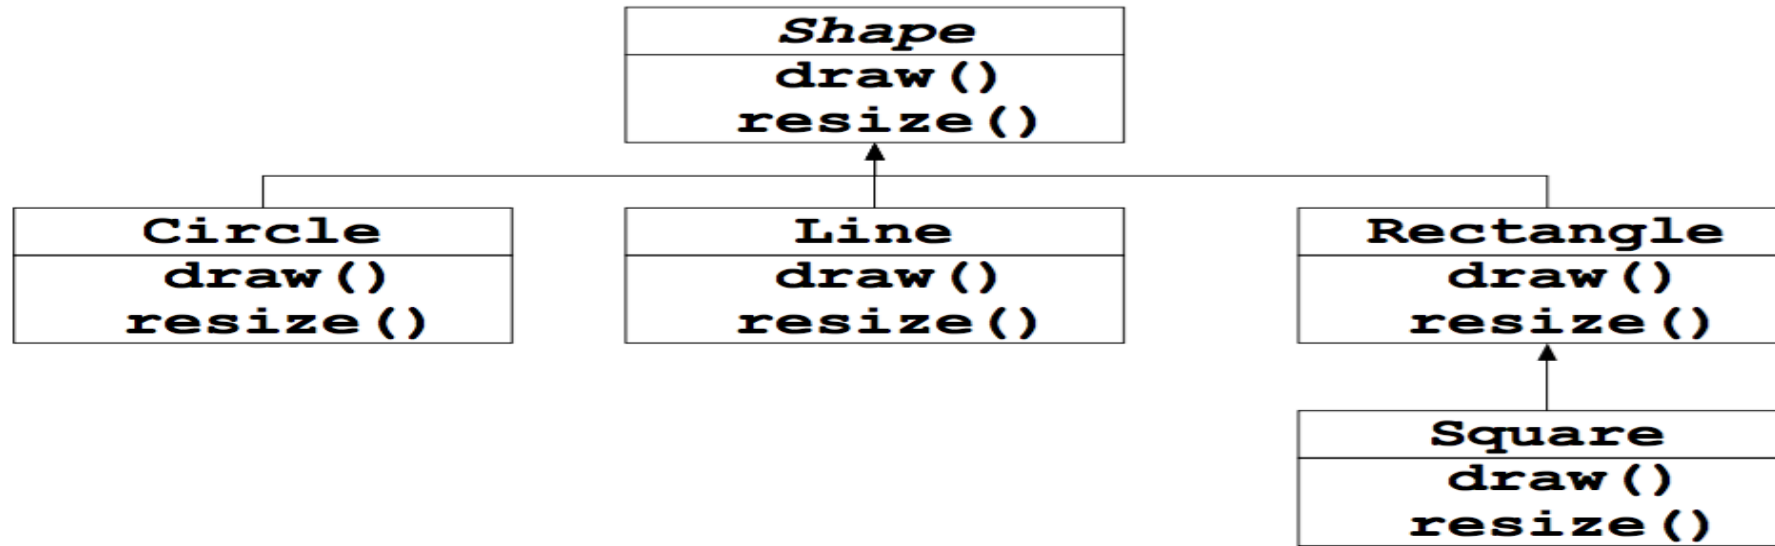 Shape
draw()
resize()
Circle
draw()
resize()
Line
draw()
resize()
Rectangle
draw()
resize()
Square
draw()
resize()